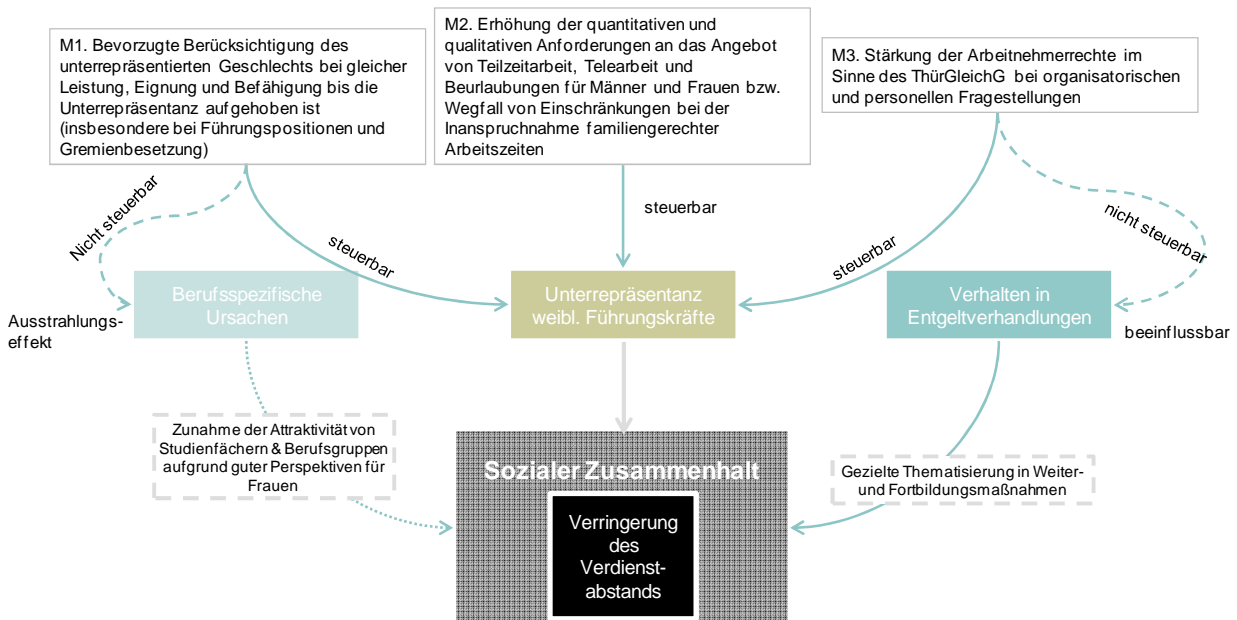 M1. Bevorzugte Berücksichtigung des
unterrepräsentierten Geschlechts bei gleicher
Leistung, Eignung und Befähigung bis die
Unterrepräsentanz aufgehoben ist
(insbesondere bei Führungspositionen und
Gremienbesetzung)
M2. Erhöhung der quantitativen und
qualitativen Anforderungen an das Angebot
von Teilzeitarbeit, Telearbeit und
Beurlaubungen für Männer und Frauen bzw.
Wegfall von Einschränkungen bei der
Inanspruchnahme familiengerechter
Arbeitszeiten
M3. Stärkung der Arbeitnehmerrechte im
Sinne des ThürGleichG bei organisatorischen
und personellen Fragestellungen
Nicht steuerbar
steuerbar
steuerbar
steuerbar
nicht steuerbar
Ausstrahlungs-
effekt
Berufsspezifische
Ursachen
Unterrepräsentanz
weibl. Führungskräfte
Verhalten in
Entgeltverhandlungen
beeinflussbar
Zunahme der Attraktivität von
Studienfächern & Berufsgruppen
aufgrund guter Perspektiven für
Frauen
Sozialer Zusammenhalt
Verringerung
des
Verdienst-
abstands
Gezielte Thematisierung in Weiter-
und Fortbildungsmaßnahmen